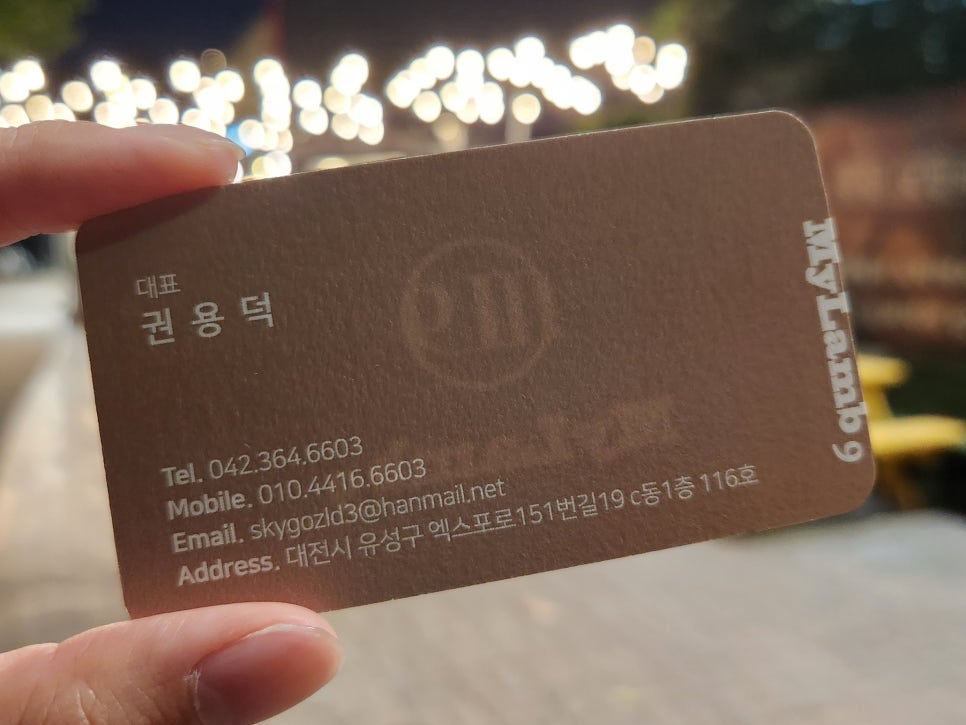 대표
권 용 덕
Tel. 042.364.6603
Mobile. 010.4416.6603
Email. skygozld3@hanmail.net
Address. 대전시 유성구 엑스포로151번길19 c동1층 116호
MyLamb 9